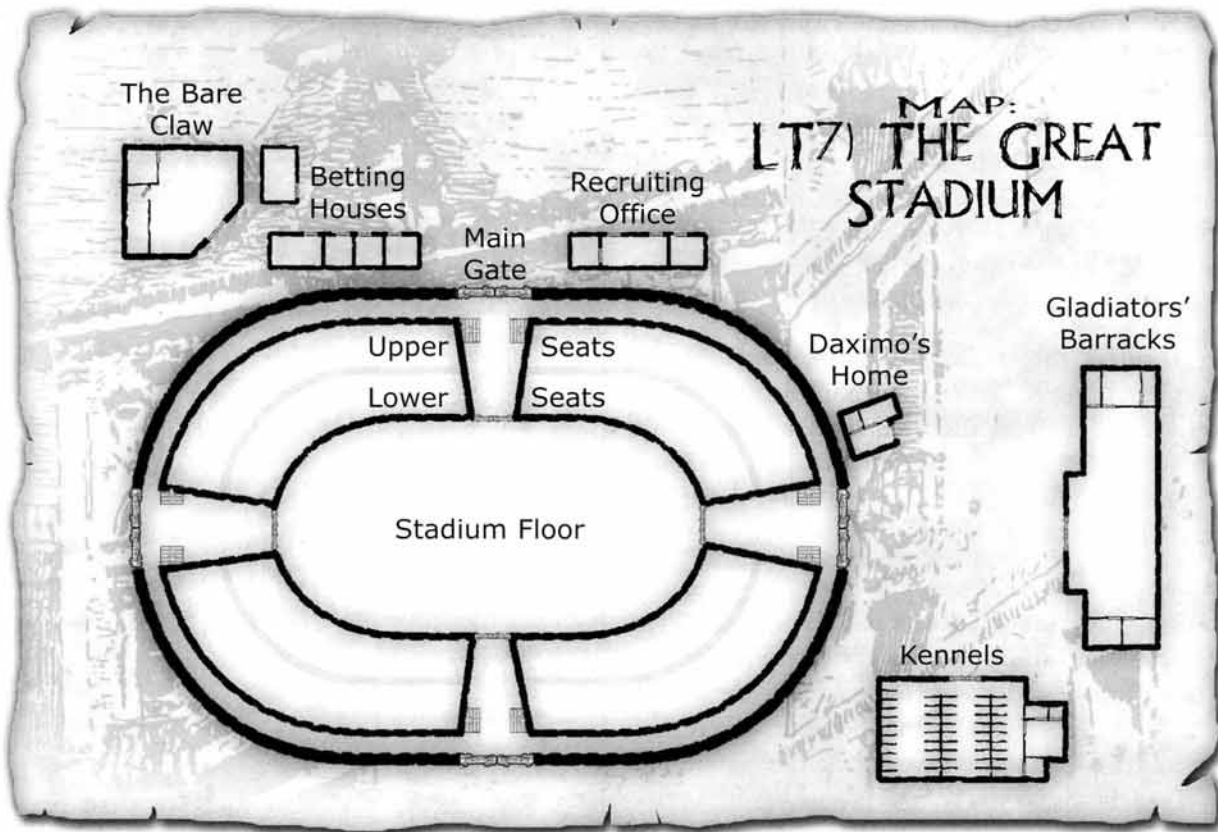 MAP:
LT71 THE GREAT
STADIUM
The Bare
Claw
Betting
Houses
Recruiting
Office
Main
Gate
Gladiators'
Barracks
Daximo's
Home
Upper Seats
Lower Seats
Stadium Floor
Kennels